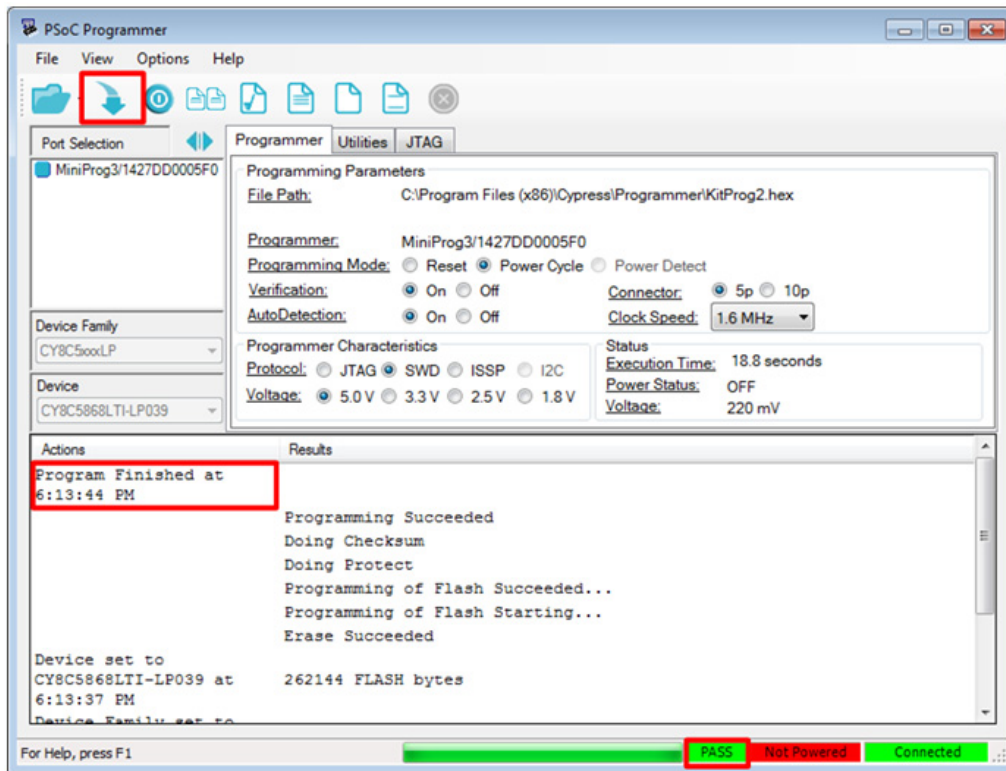 PSoC Programmer
File View Options Help
Port Selection
Programmer Utilities JTAG
MiniProg3/1427DD0005F0
Programming Parameters
File Path: C:\Program Files (x86)\Cypress\Programmer\KitProg2.hex
Programmer: MiniProg3/1427DD0005F0
Programming Mode: Reset Power Cycle Power Detect
Verification: On Off Connector: 5p 10p
AutoDetection: On Off Clock Speed: 1.6 MHz
Device Family
CY8C5xxxLP
Device
CY8C5868LTI-LP039
Programmer Characteristics
Protocol: JTAG SWD ISSP I2C
Voltage: 5.0 V 3.3 V 2.5 V 1.8 V
Status
Execution Time: 18.8 seconds
Power Status: OFF
Voltage: 220 mV
Actions Results
Program Finished at
6:13:44 PM
Programming Succeeded
Doing Checksum
Doing Protect
Programming of Flash Succeeded...
Programming of Flash Starting...
Erase Succeeded
Device set to
CY8C5868LTI-LP039 at 262144 FLASH bytes
6:13:37 PM
Device Family set to
For Help, press F1 PASS Not Powered Connected